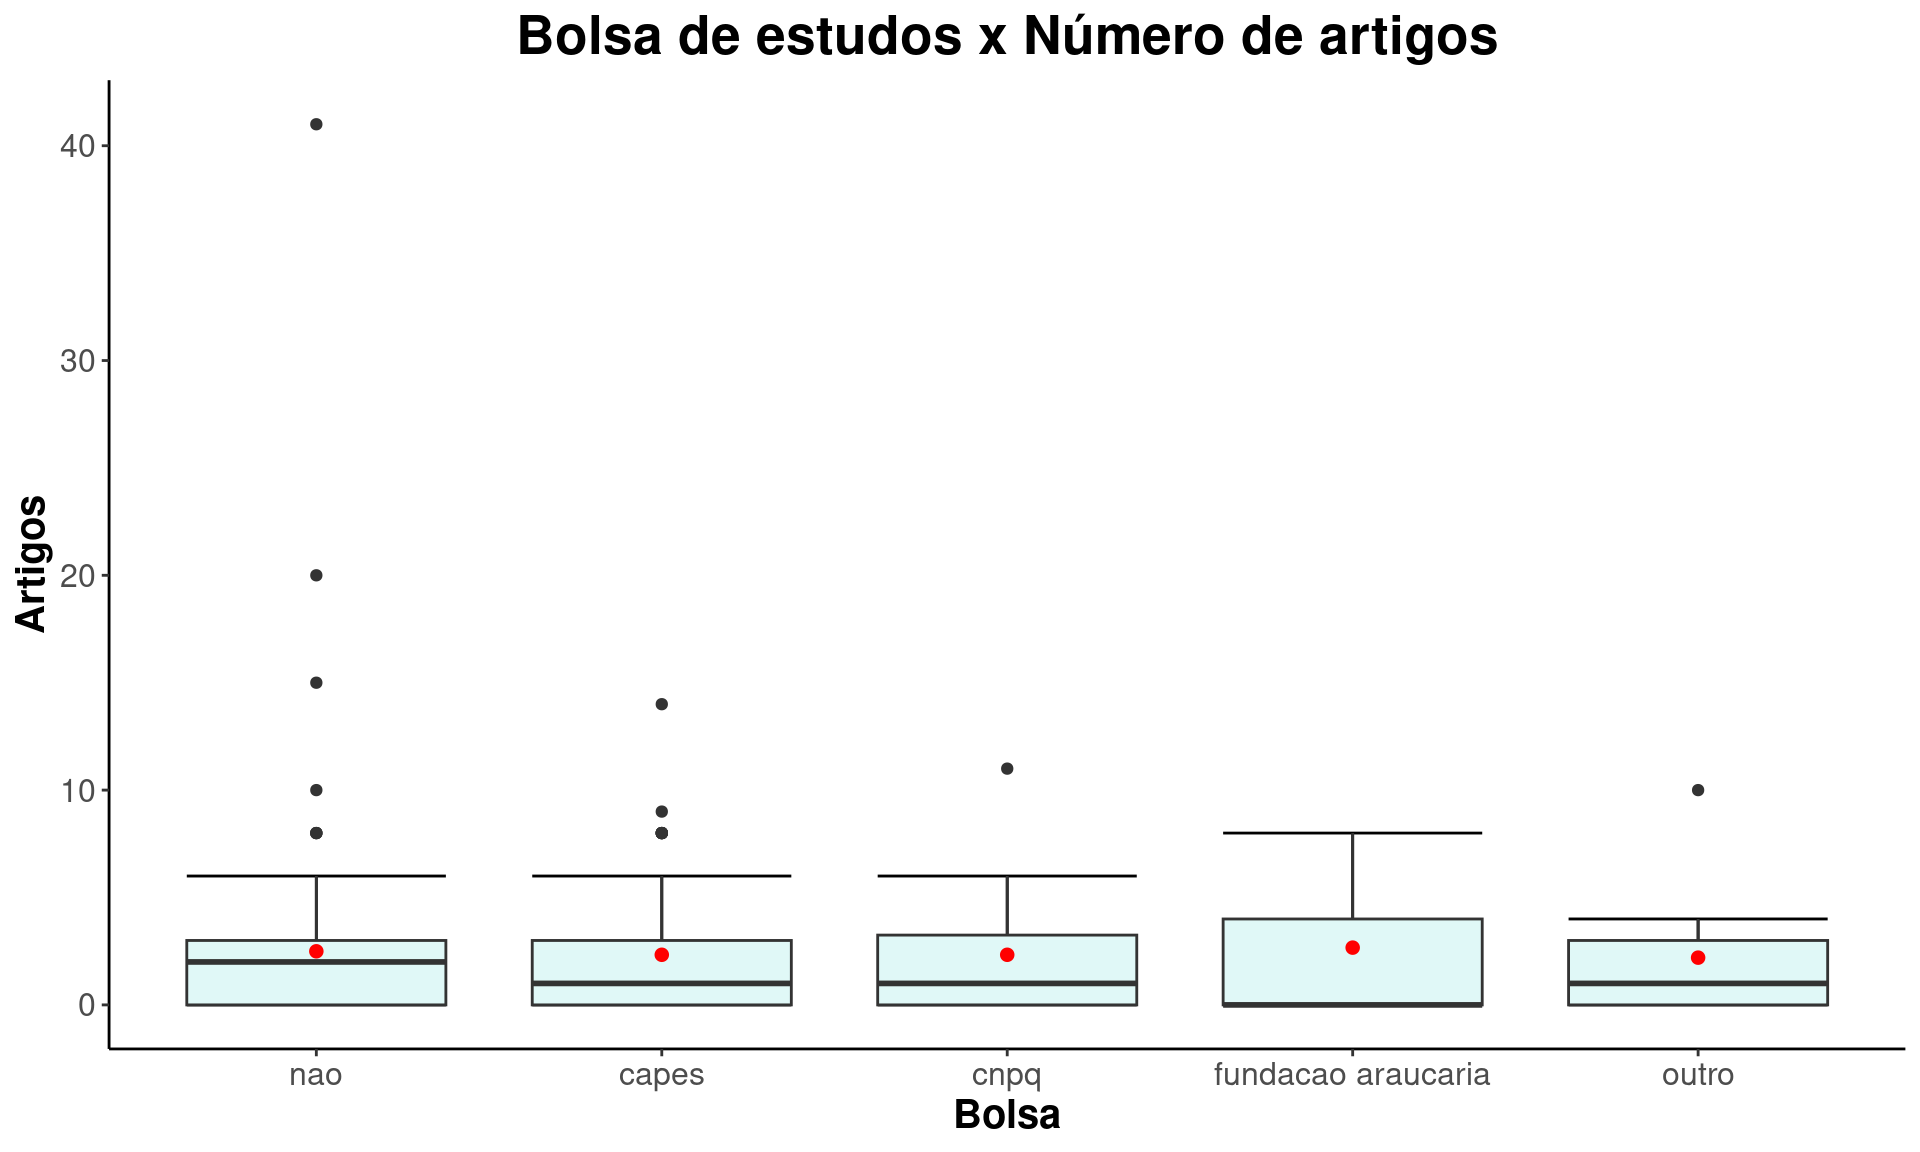 Bolsa de estudos x Número de artigos
Artigos
40
30
20
10
0
nao
capes
cnpq
fundacao araucaria
outro
Bolsa